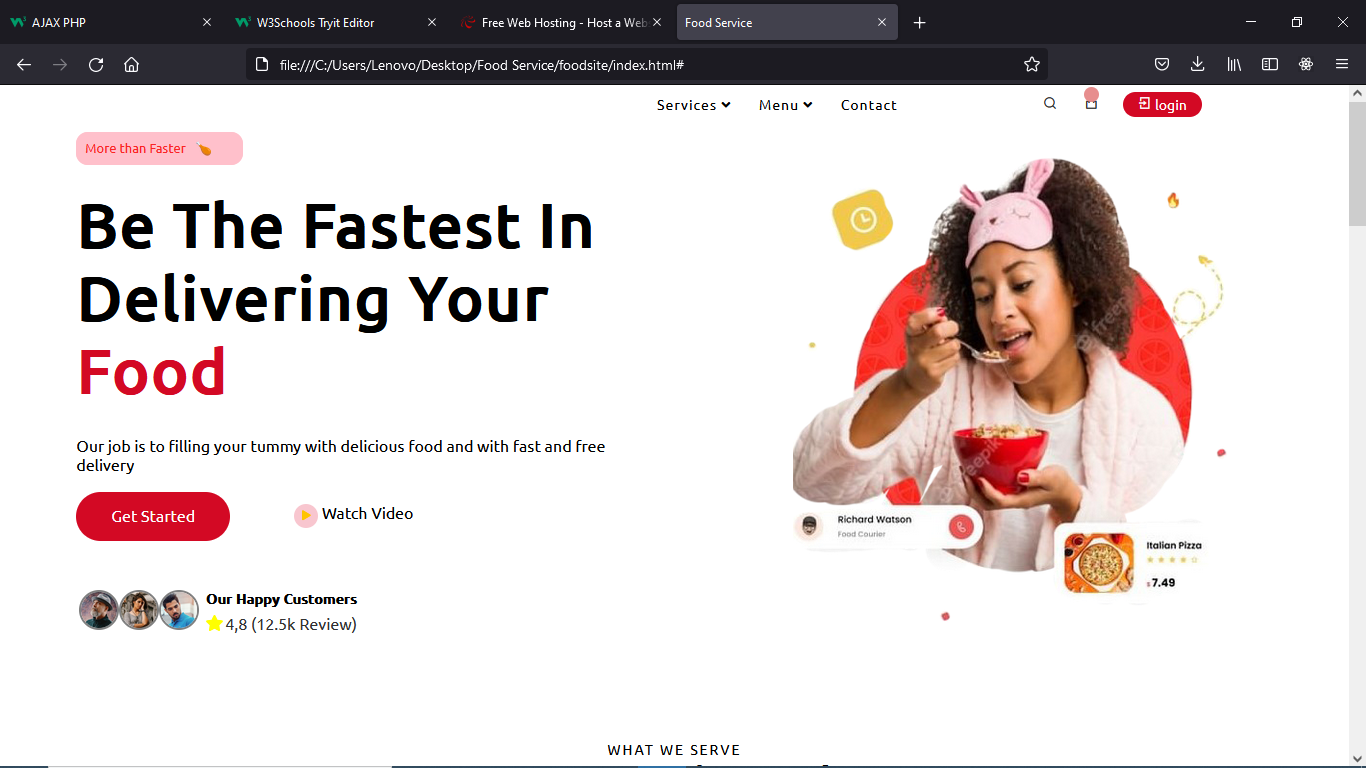 AJAX PHP
W3Schools Tryit Editor
Free Web Hosting - Host a Web
Food Service
file:///C:/Users/Lenovo/Desktop/Food Service/foodsite/index.html#
Services
Menu
Contact
login
More than Faster
Be The Fastest In
Delivering Your
Food
Our job is to filling your tummy with delicious food and with fast and free
delivery
Get Started
Watch Video
Our Happy Customers
4,8 (12.5k Review)
Richard Watson
Food Courier
Italian Pizza
$7.49
freepik
WHAT WE SERVE